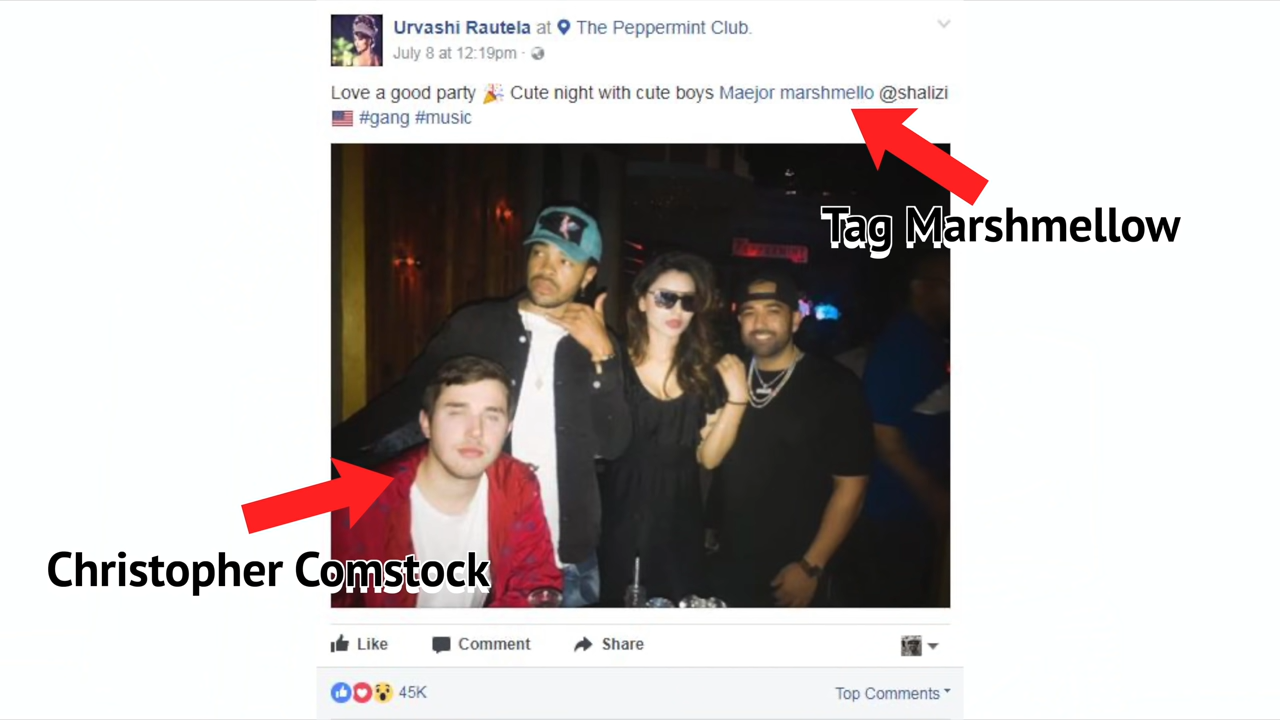 Urvashi Rautela at The Peppermint Club.
July 8 at 12:19pm ·
Love a good party 🎉 Cute night with cute boys Maejor marshmello @shalizi
🇺🇸 #gang #music
Tag Marshmellow
Christopher Comstock
Like Comment Share
45K Top Comments